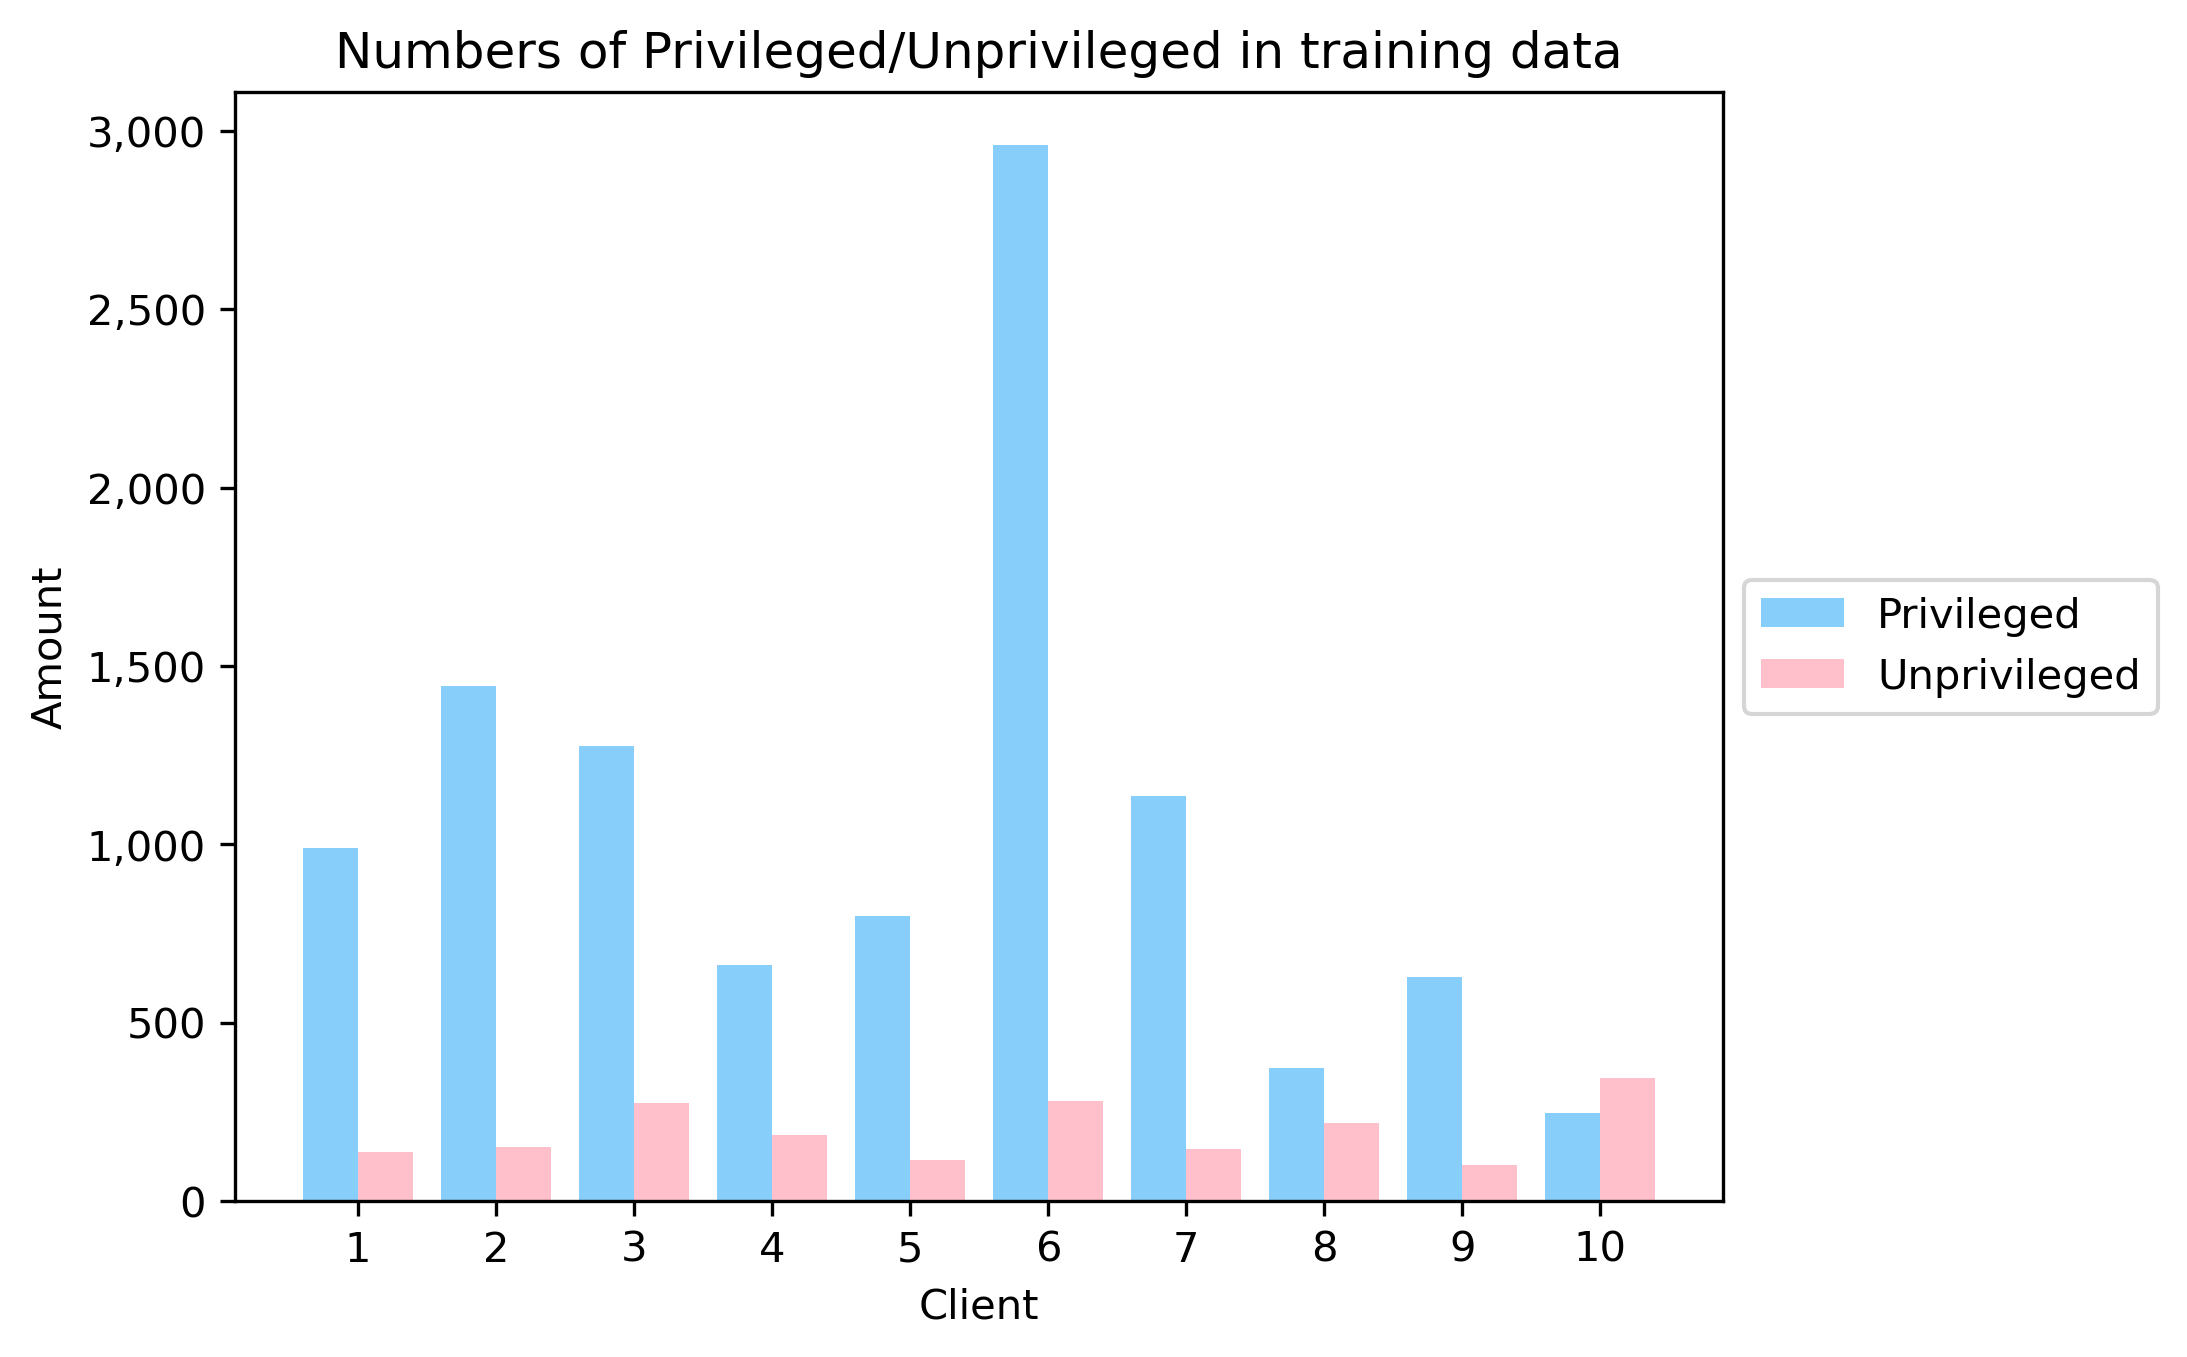 Numbers of Privileged/Unprivileged in training data
3,000
2,500
2,000
1,500
1,000
500
0
Amount
1 2 3 4 5 6 7 8 9 10
Client
Privileged
Unprivileged